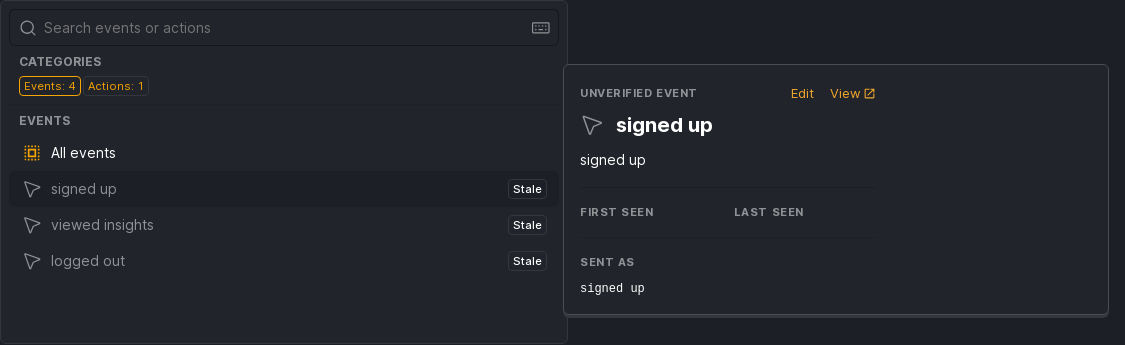 Search events or actions
CATEGORIES
Events: 4 Actions: 1
EVENTS
All events
signed up Stale
viewed insights Stale
logged out Stale
UNVERIFIED EVENT Edit View
signed up
signed up
FIRST SEEN LAST SEEN
SENT AS
signed up